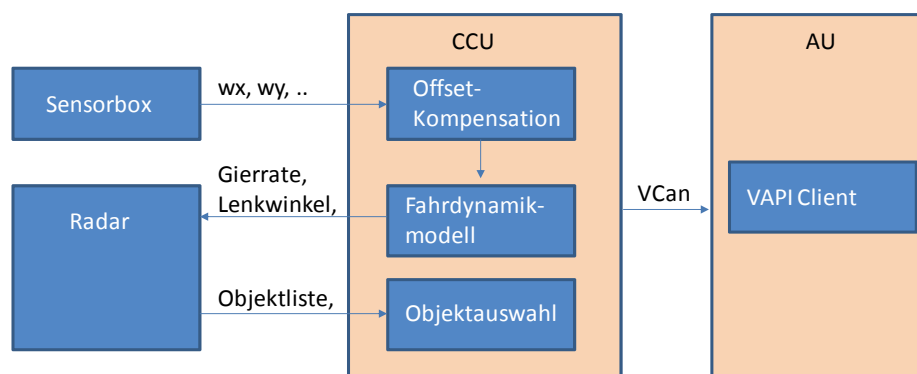 CCU
AU
Sensorbox
wx, wy, ..
Offset-
Kompensation
Gierrate,
Lenkwinkel,
Radar
Fahrdynamik-
modell
VCan
VAPI Client
Objektliste,
Objektauswahl